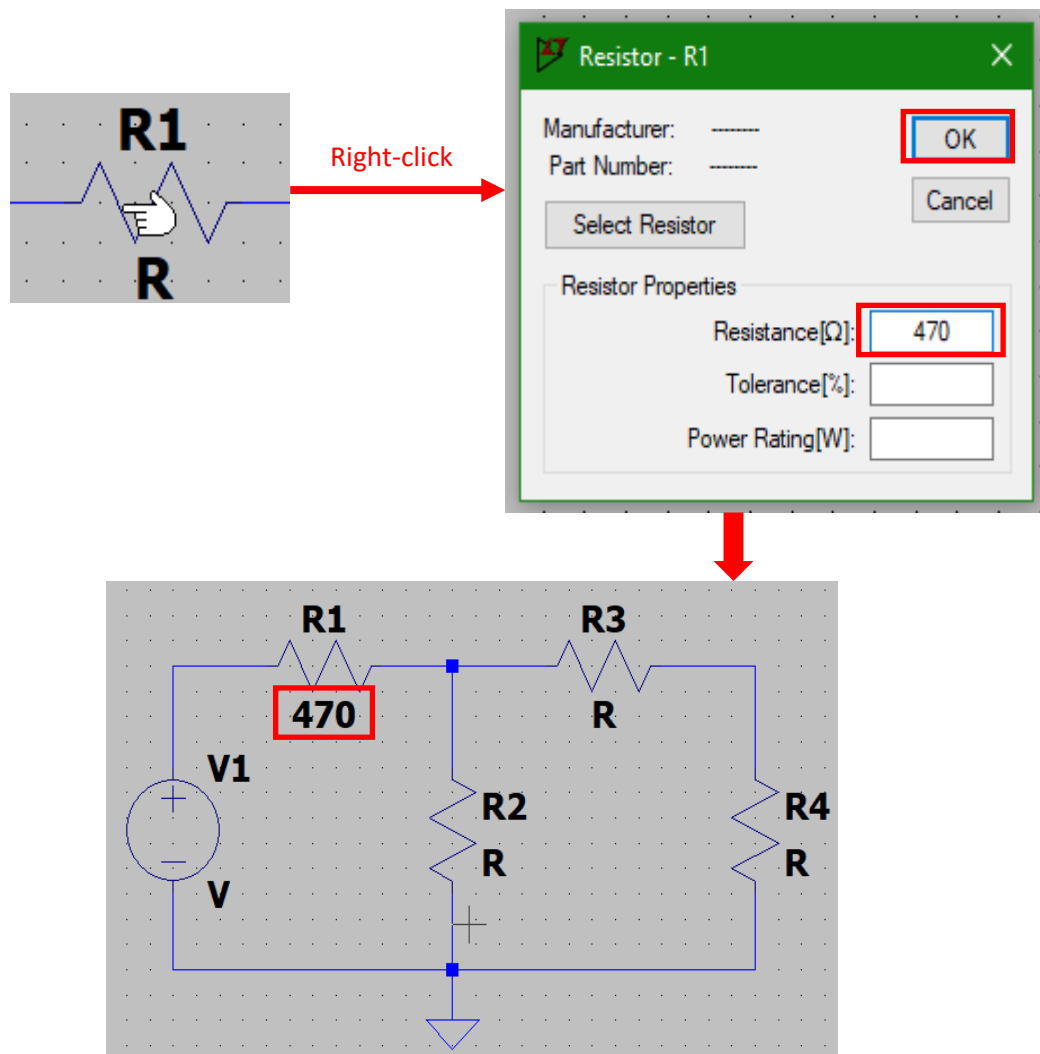 R1
R
Right-click
Resistor - R1
Manufacturer: --------
OK
Part Number: --------
Cancel
Select Resistor
Resistor Properties
Resistance[Ω]: 470
Tolerance[%]:
Power Rating[W]:
R1
R3
470
R
V1
R2
R4
R
R
V